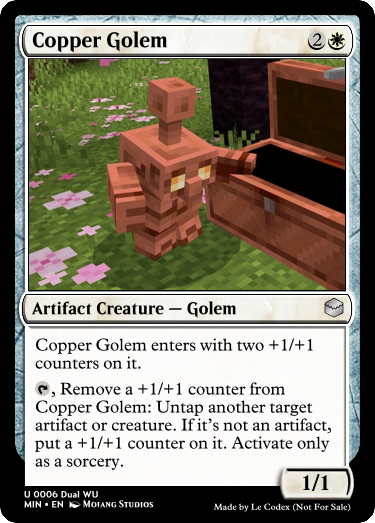 Copper Golem 2
Artifact Creature — Golem
Copper Golem enters with two +1/+1
counters on it.
, Remove a +1/+1 counter from
Copper Golem: Untap another target
artifact or creature. If it's not an artifact,
put a +1/+1 counter on it. Activate only
as a sorcery.
1/1
U 0006 Dual WU
MIN • EN Mojang Studios
Made by Le Codex (Not For Sale)